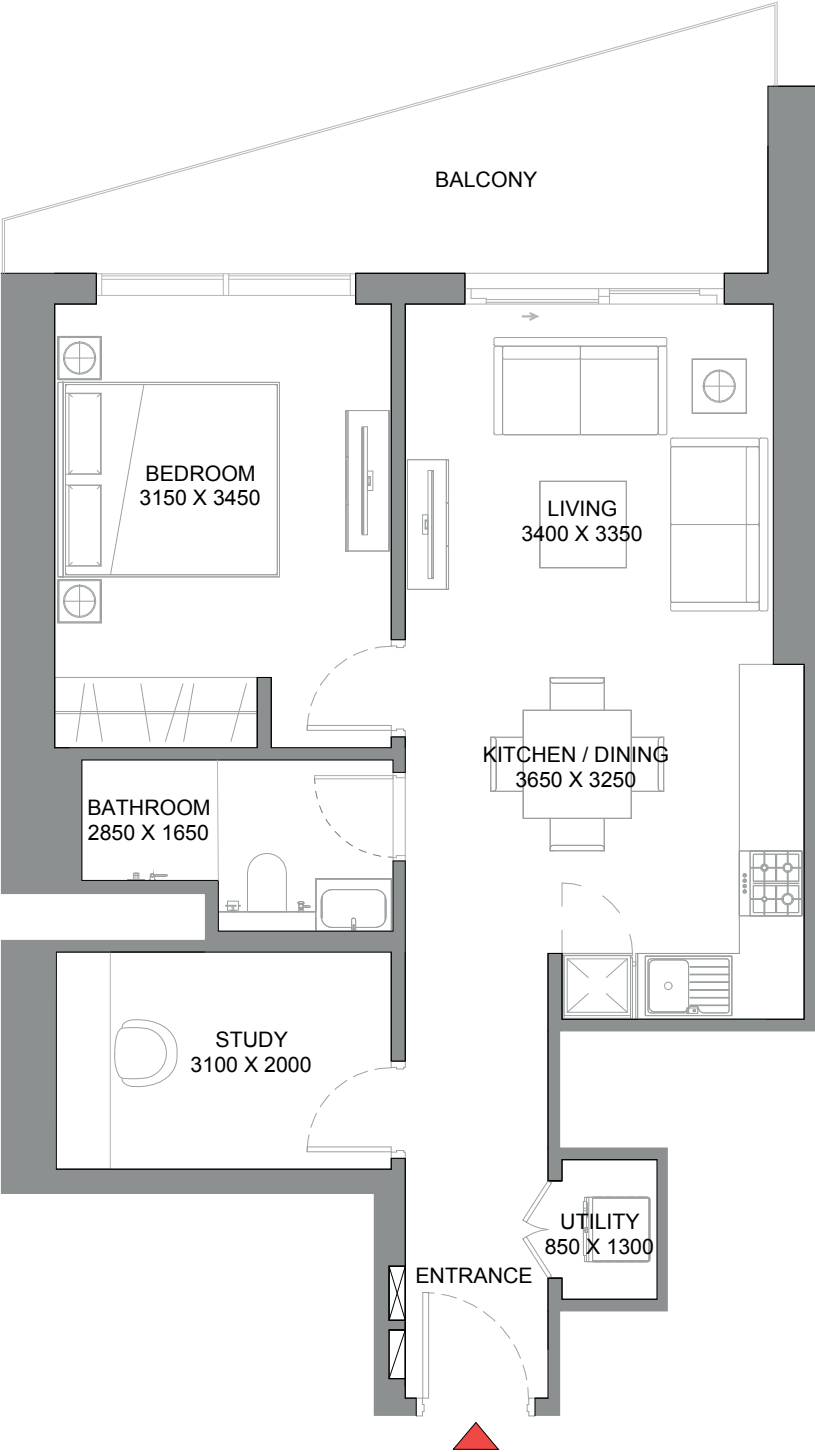 BALCONY
BEDROOM
3150 X 3450
LIVING
3400 X 3350
KITCHEN / DINING
3650 X 3250
BATHROOM
2850 X 1650
STUDY
3100 X 2000
UTILITY
850 X 1300
ENTRANCE